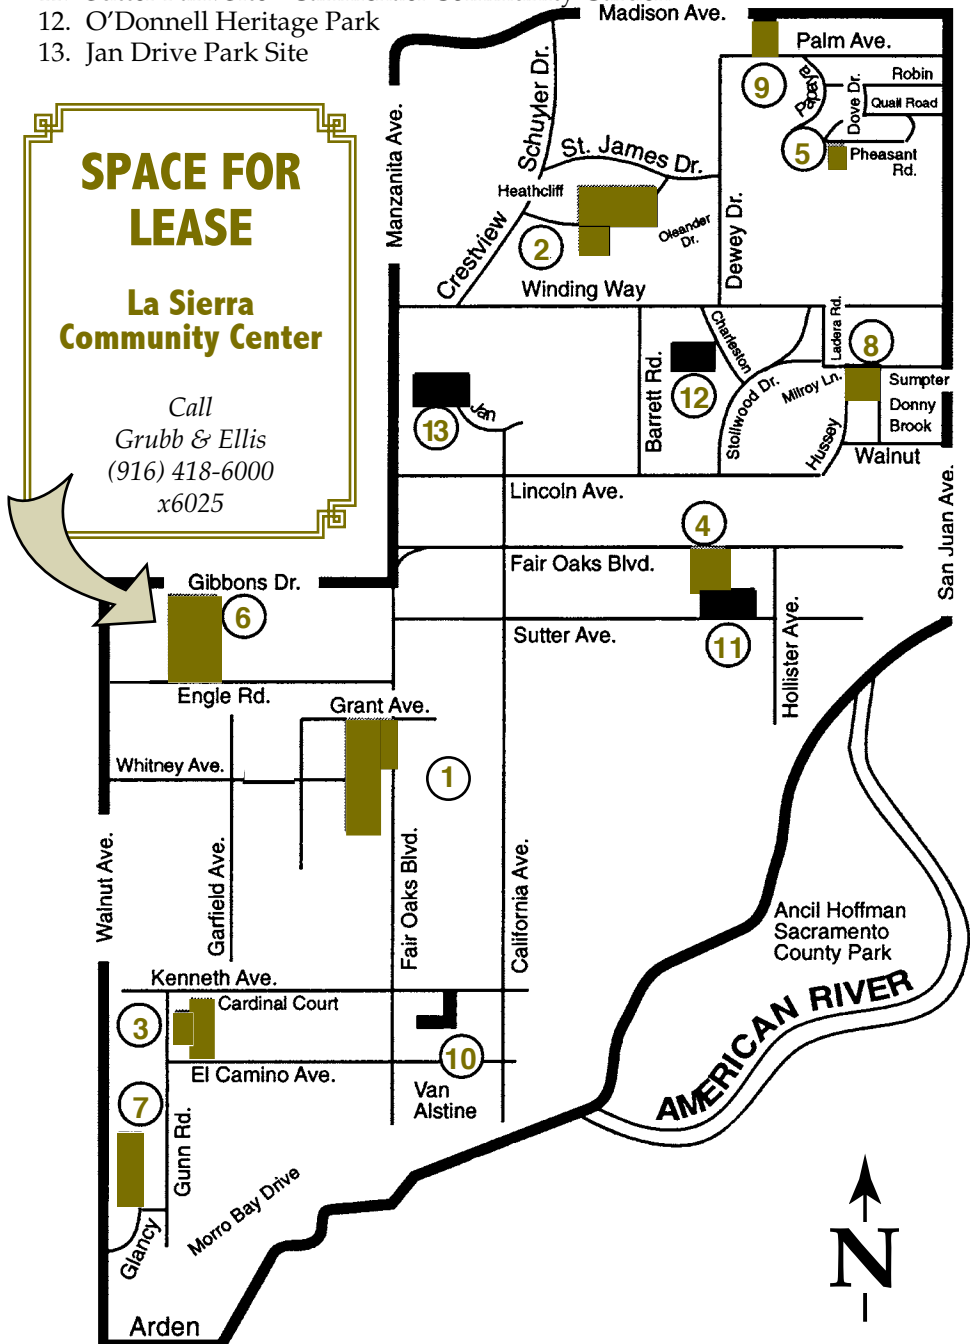 12. O'Donnell Heritage Park
13. Jan Drive Park Site
SPACE FOR
LEASE
La Sierra
Community Center
Call
Grubb & Ellis
(916) 418-6000
x6025
Madison Ave.
Palm Ave.
Manzanita Ave.
Schuyler Dr.
9
Papaya
Robin
Dove Dr.
Quail Road
St. James Dr.
5
Pheasant
Rd.
Heathcliff
Crestview
2
Oleander
Dr.
Dewey Dr.
Winding Way
Charleston
Ladera Rd.
8
13
Jan
Barrett Rd.
12
Stollwood Dr.
Milroy Ln.
Sumpter
Donny
Brook
Hussey
Walnut
Lincoln Ave.
San Juan Ave.
4
Fair Oaks Blvd.
Gibbons Dr.
6
Sutter Ave.
11
Hollister Ave.
Engle Rd.
Grant Ave.
Whitney Ave.
1
Walnut Ave.
Garfield Ave.
Fair Oaks Blvd.
California Ave.
Ancil Hoffman
Sacramento
County Park
AMERICAN RIVER
Kenneth Ave.
Cardinal Court
3
10
El Camino Ave.
Van
Alstine
7
Gunn Rd.
Glancy
Morro Bay Drive
Arden
N